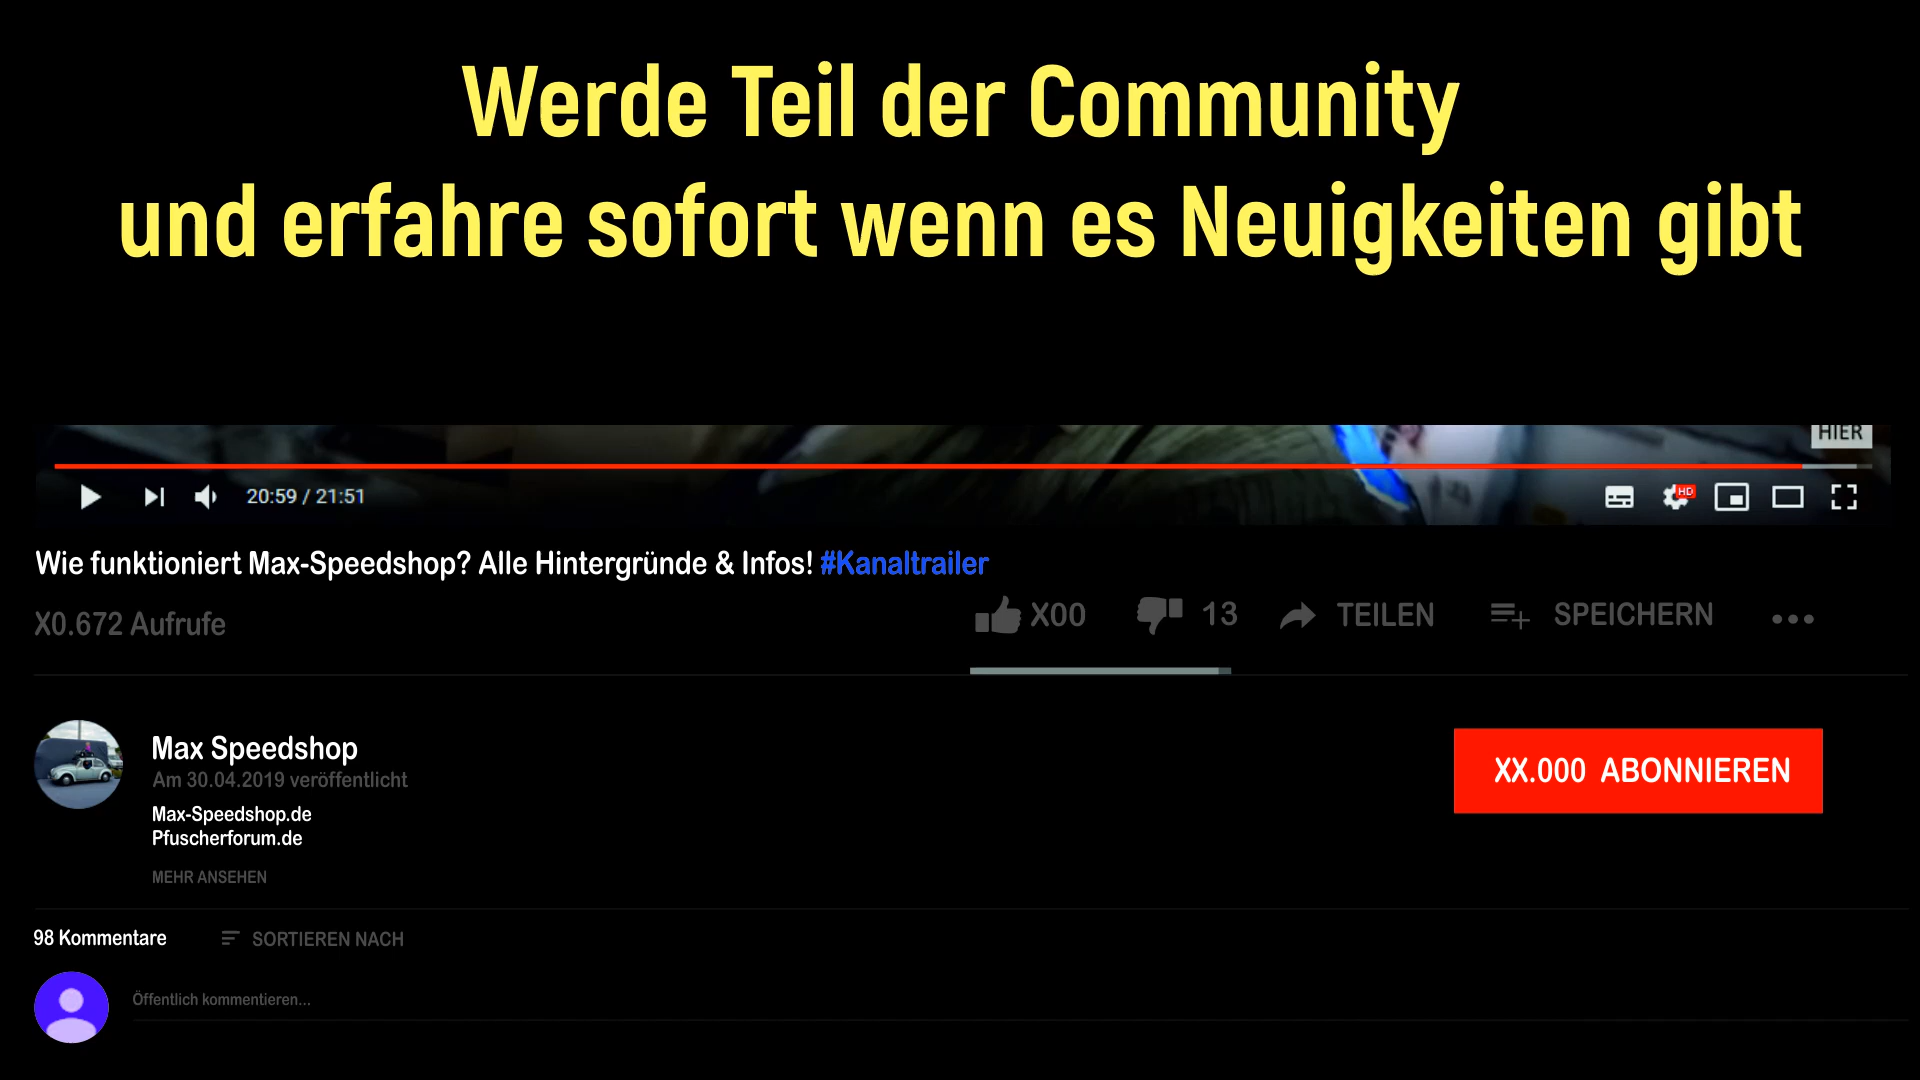 Werde Teil der Community
und erfahre sofort wenn es Neuigkeiten gibt
HIER
20:59 / 21:51
HD
Wie funktioniert Max-Speedshop? Alle Hintergründe & Infos! #Kanaltrailer
X0.672 Aufrufe
X00 13 TEILEN SPEICHERN
Max Speedshop
Am 30.04.2019 veröffentlicht
XX.000 ABONNIEREN
Max-Speedshop.de
Pfuscherforum.de
MEHR ANSEHEN
98 Kommentare SORTIEREN NACH
Öffentlich kommentieren...